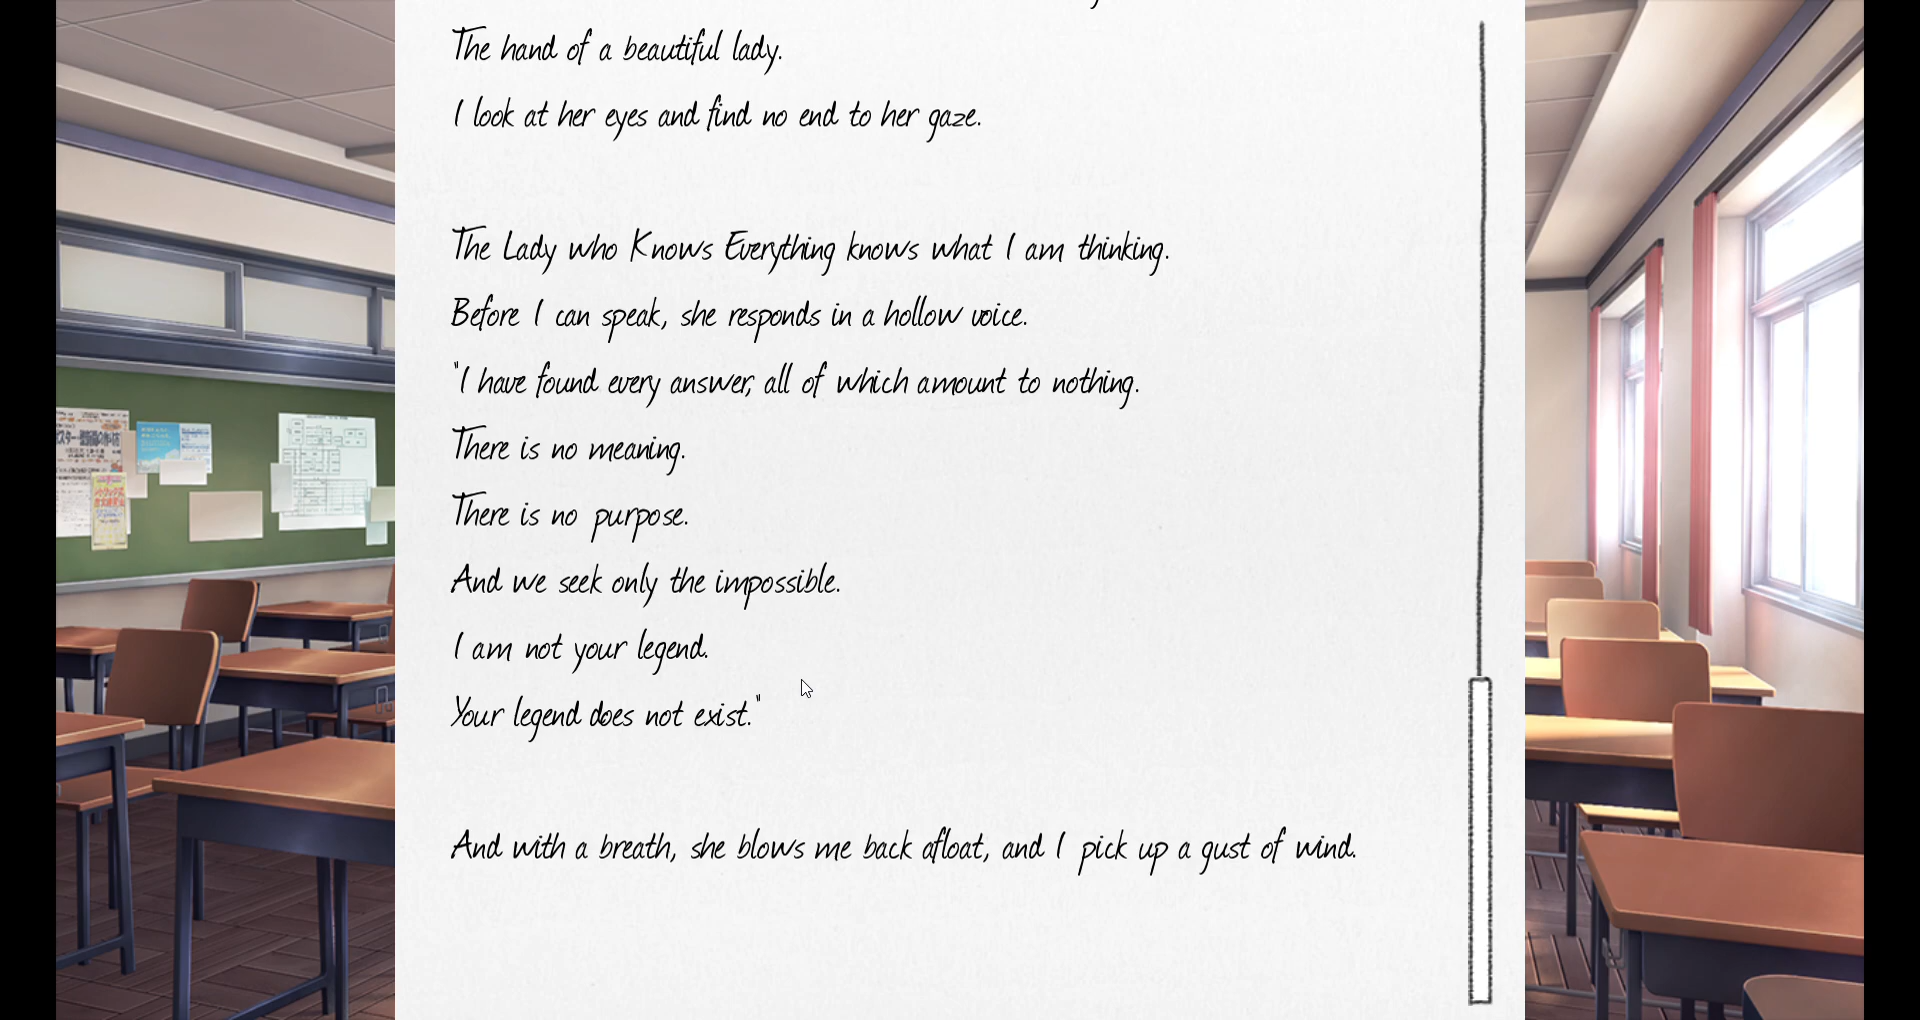 The hand of a beautiful lady.
I look at her eyes and find no end to her gaze.
The Lady who Knows Everything knows what I am thinking.
Before I can speak, she responds in a hollow voice.
"I have found every answer, all of which amount to nothing.
There is no meaning.
There is no purpose.
And we seek only the impossible.
I am not your legend.
Your legend does not exist."
And with a breath, she blows me back afloat, and I pick up a gust of wind.